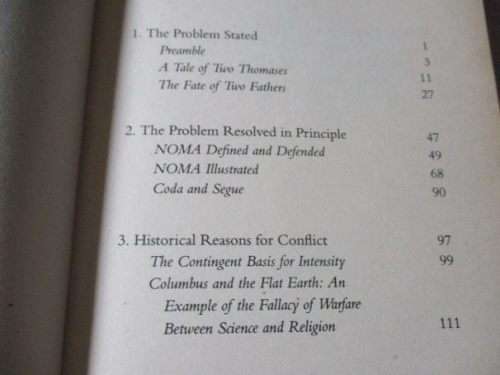 1. The Problem Stated 1
Preamble 3
A Tale of Two Thomases 11
The Fate of Two Fathers 27
2. The Problem Resolved in Principle 47
NOMA Defined and Defended 49
NOMA Illustrated 68
Coda and Segue 90
3. Historical Reasons for Conflict 97
The Contingent Basis for Intensity 99
Columbus and the Flat Earth: An
Example of the Fallacy of Warfare
Between Science and Religion 111